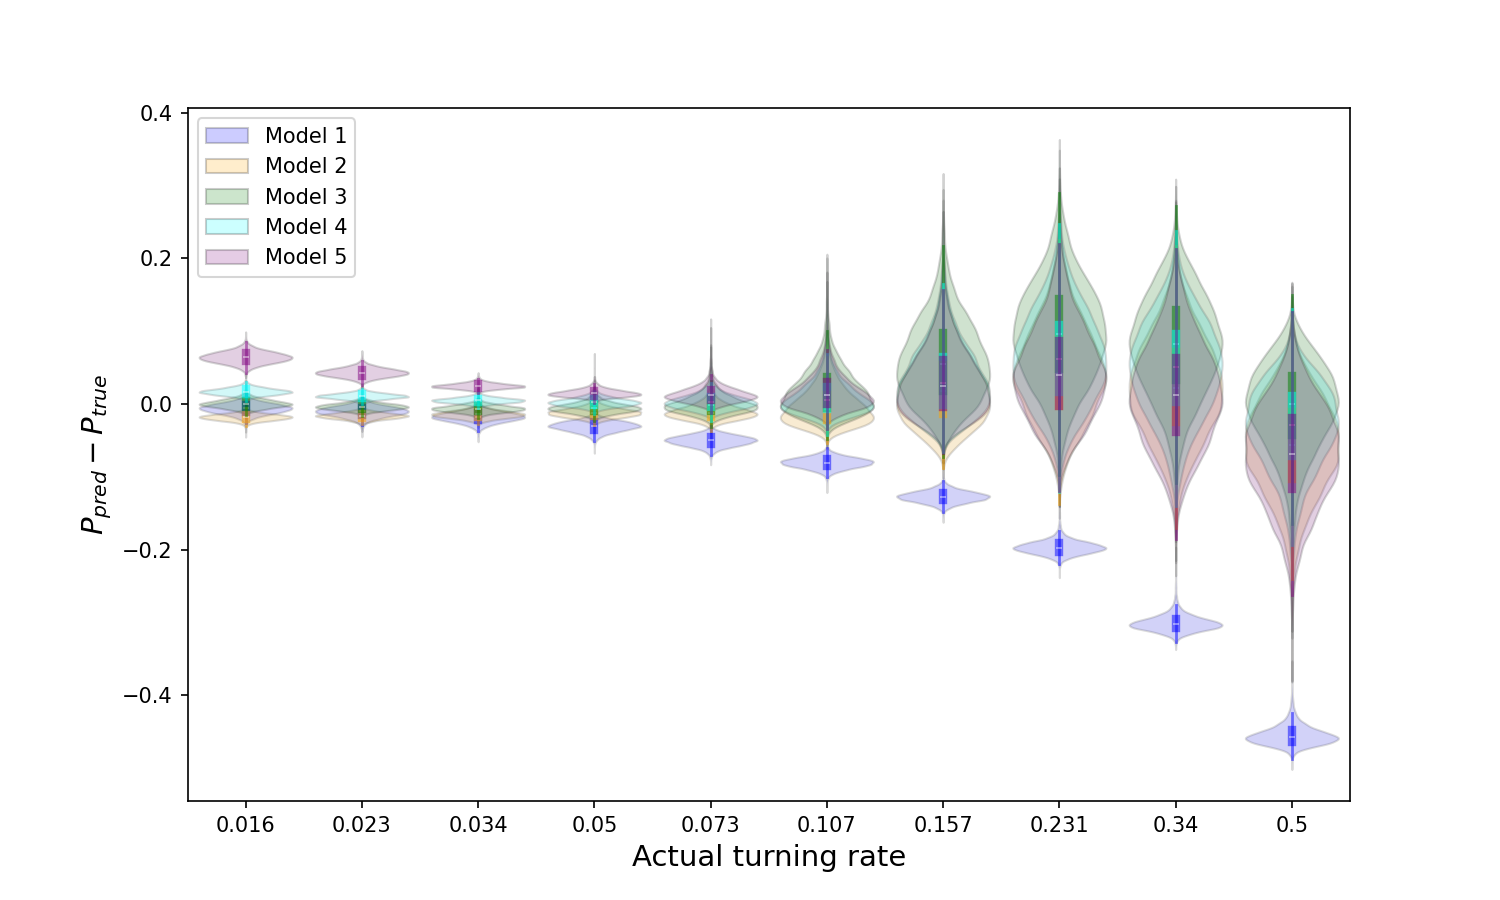 0.4
0.2
0.0
−0.2
−0.4
P_pred − P_true
Model 1
Model 2
Model 3
Model 4
Model 5
0.016 0.023 0.034 0.05 0.073 0.107 0.157 0.231 0.34 0.5
Actual turning rate